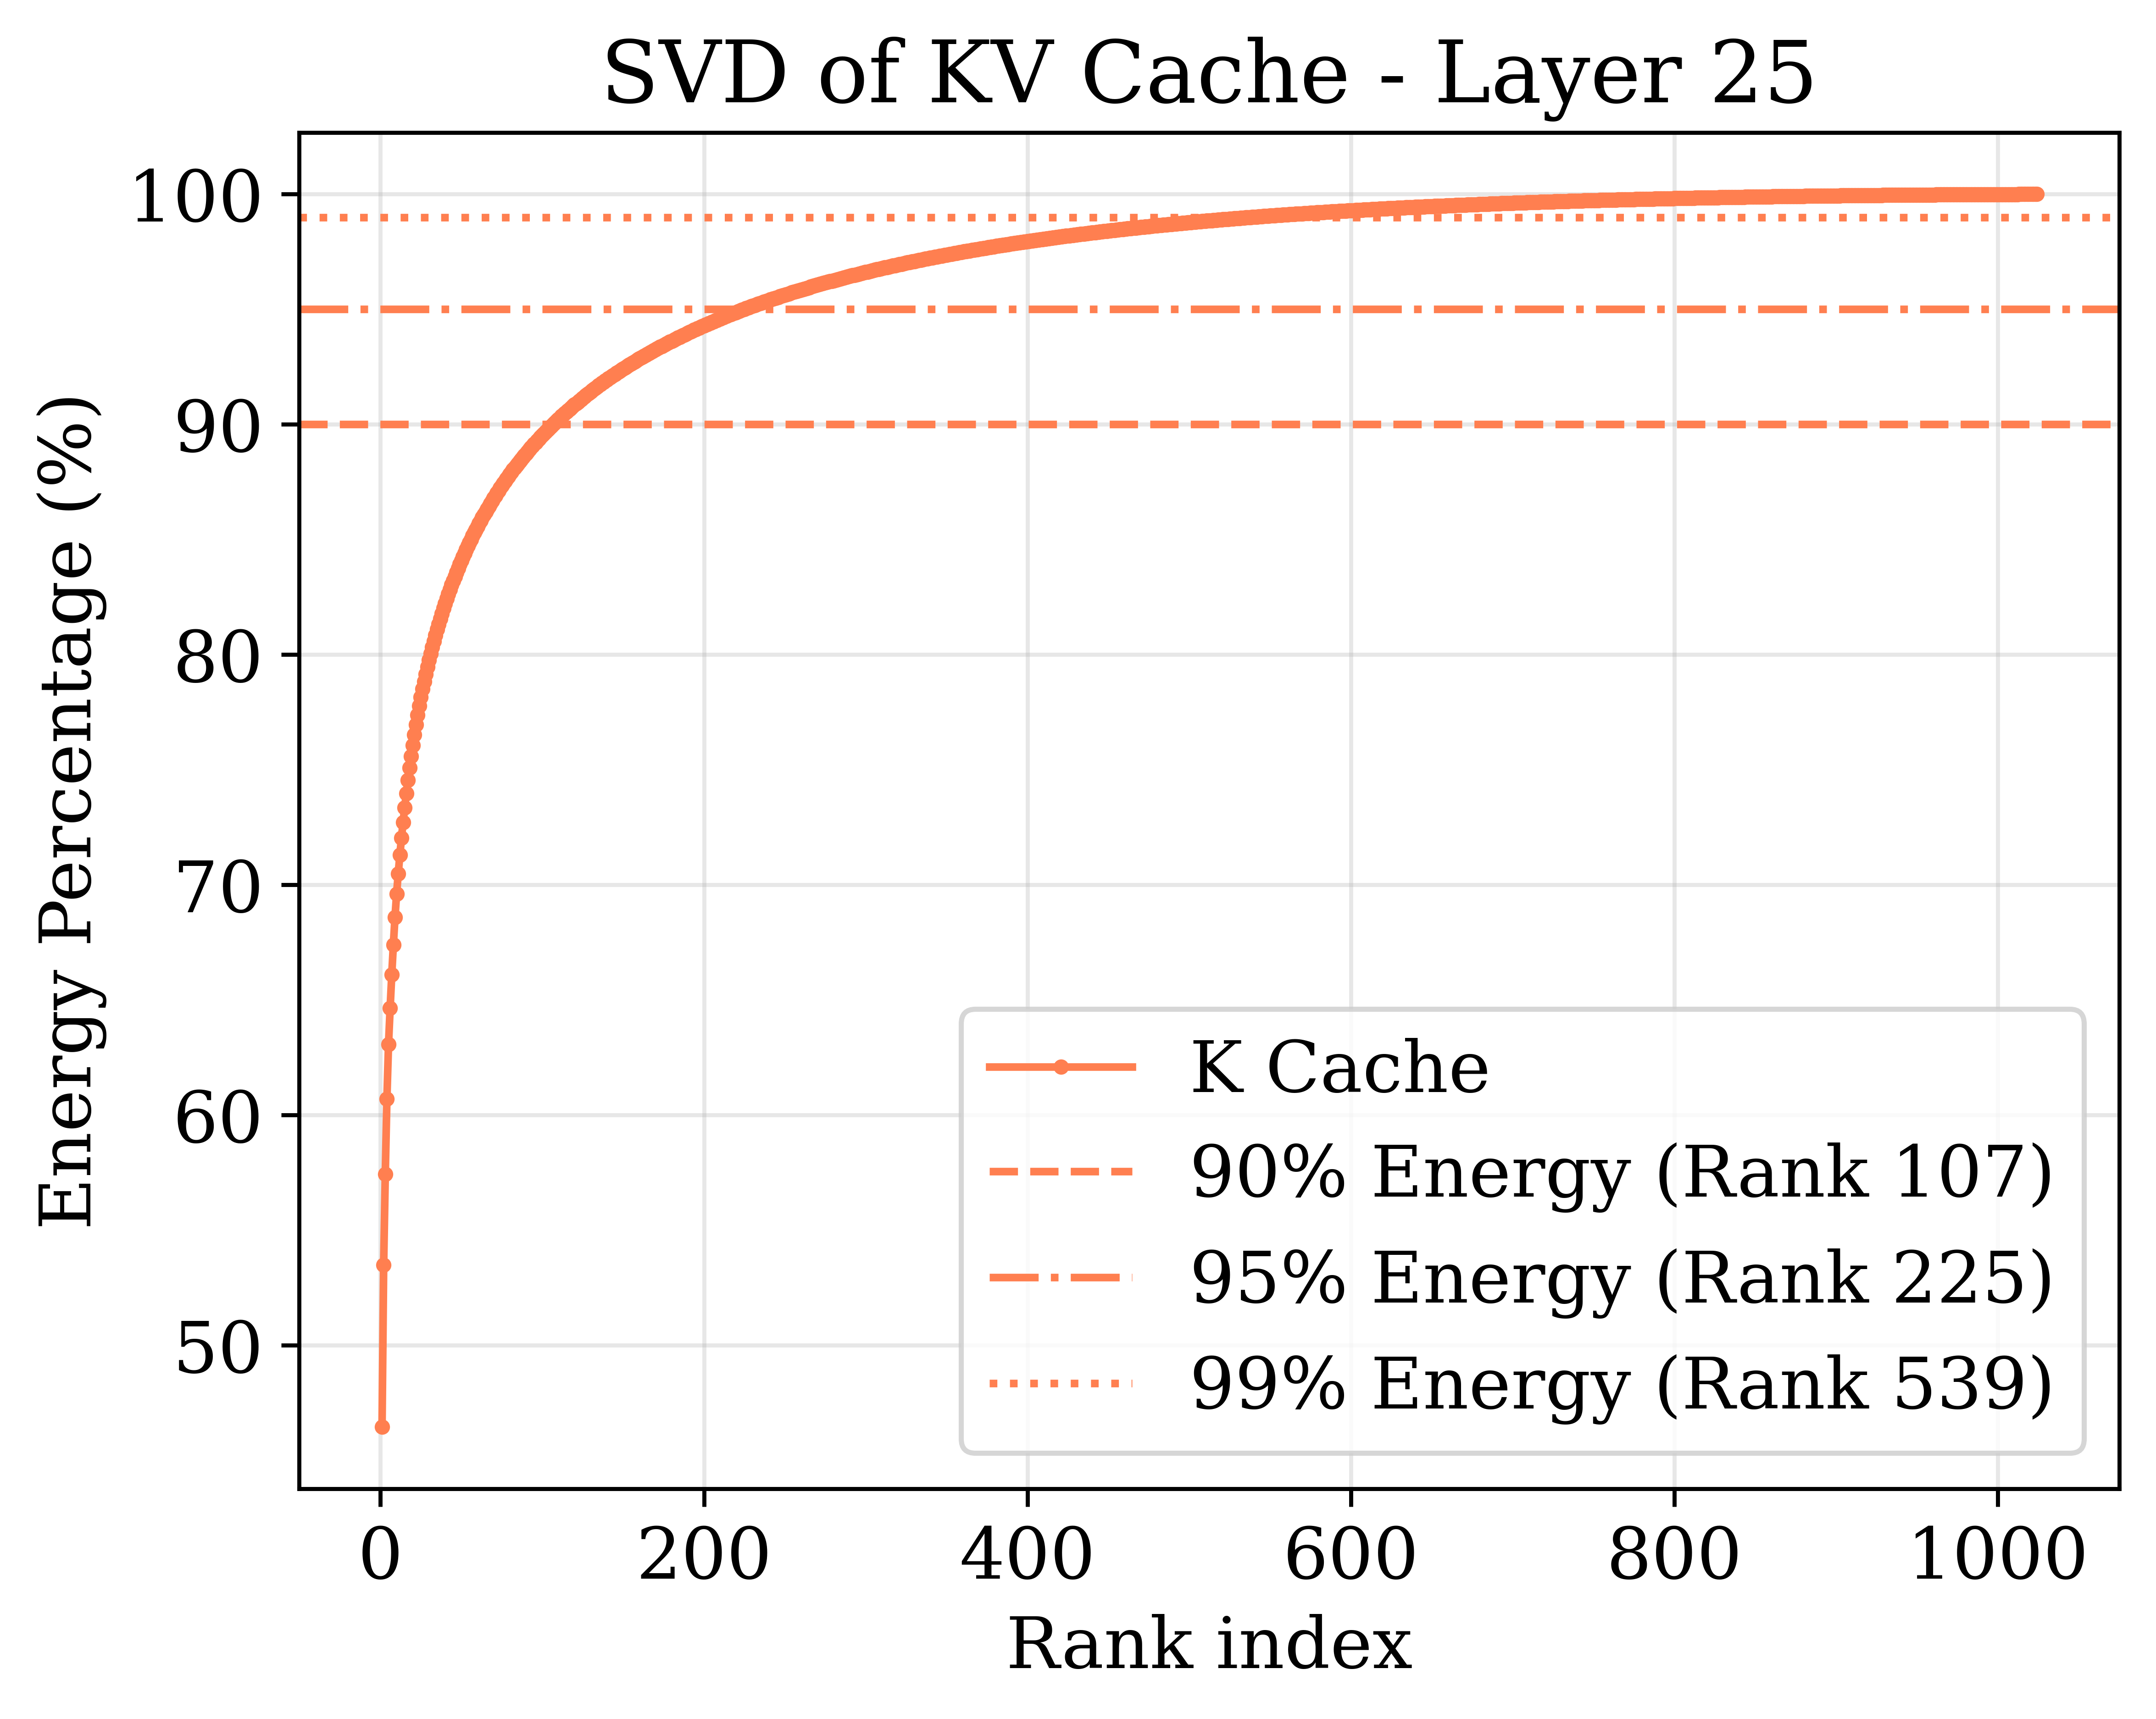 SVD of KV Cache - Layer 25
Energy Percentage (%)
100
90
80
70
60
50
K Cache
90% Energy (Rank 107)
95% Energy (Rank 225)
99% Energy (Rank 539)
0 200 400 600 800 1000
Rank index